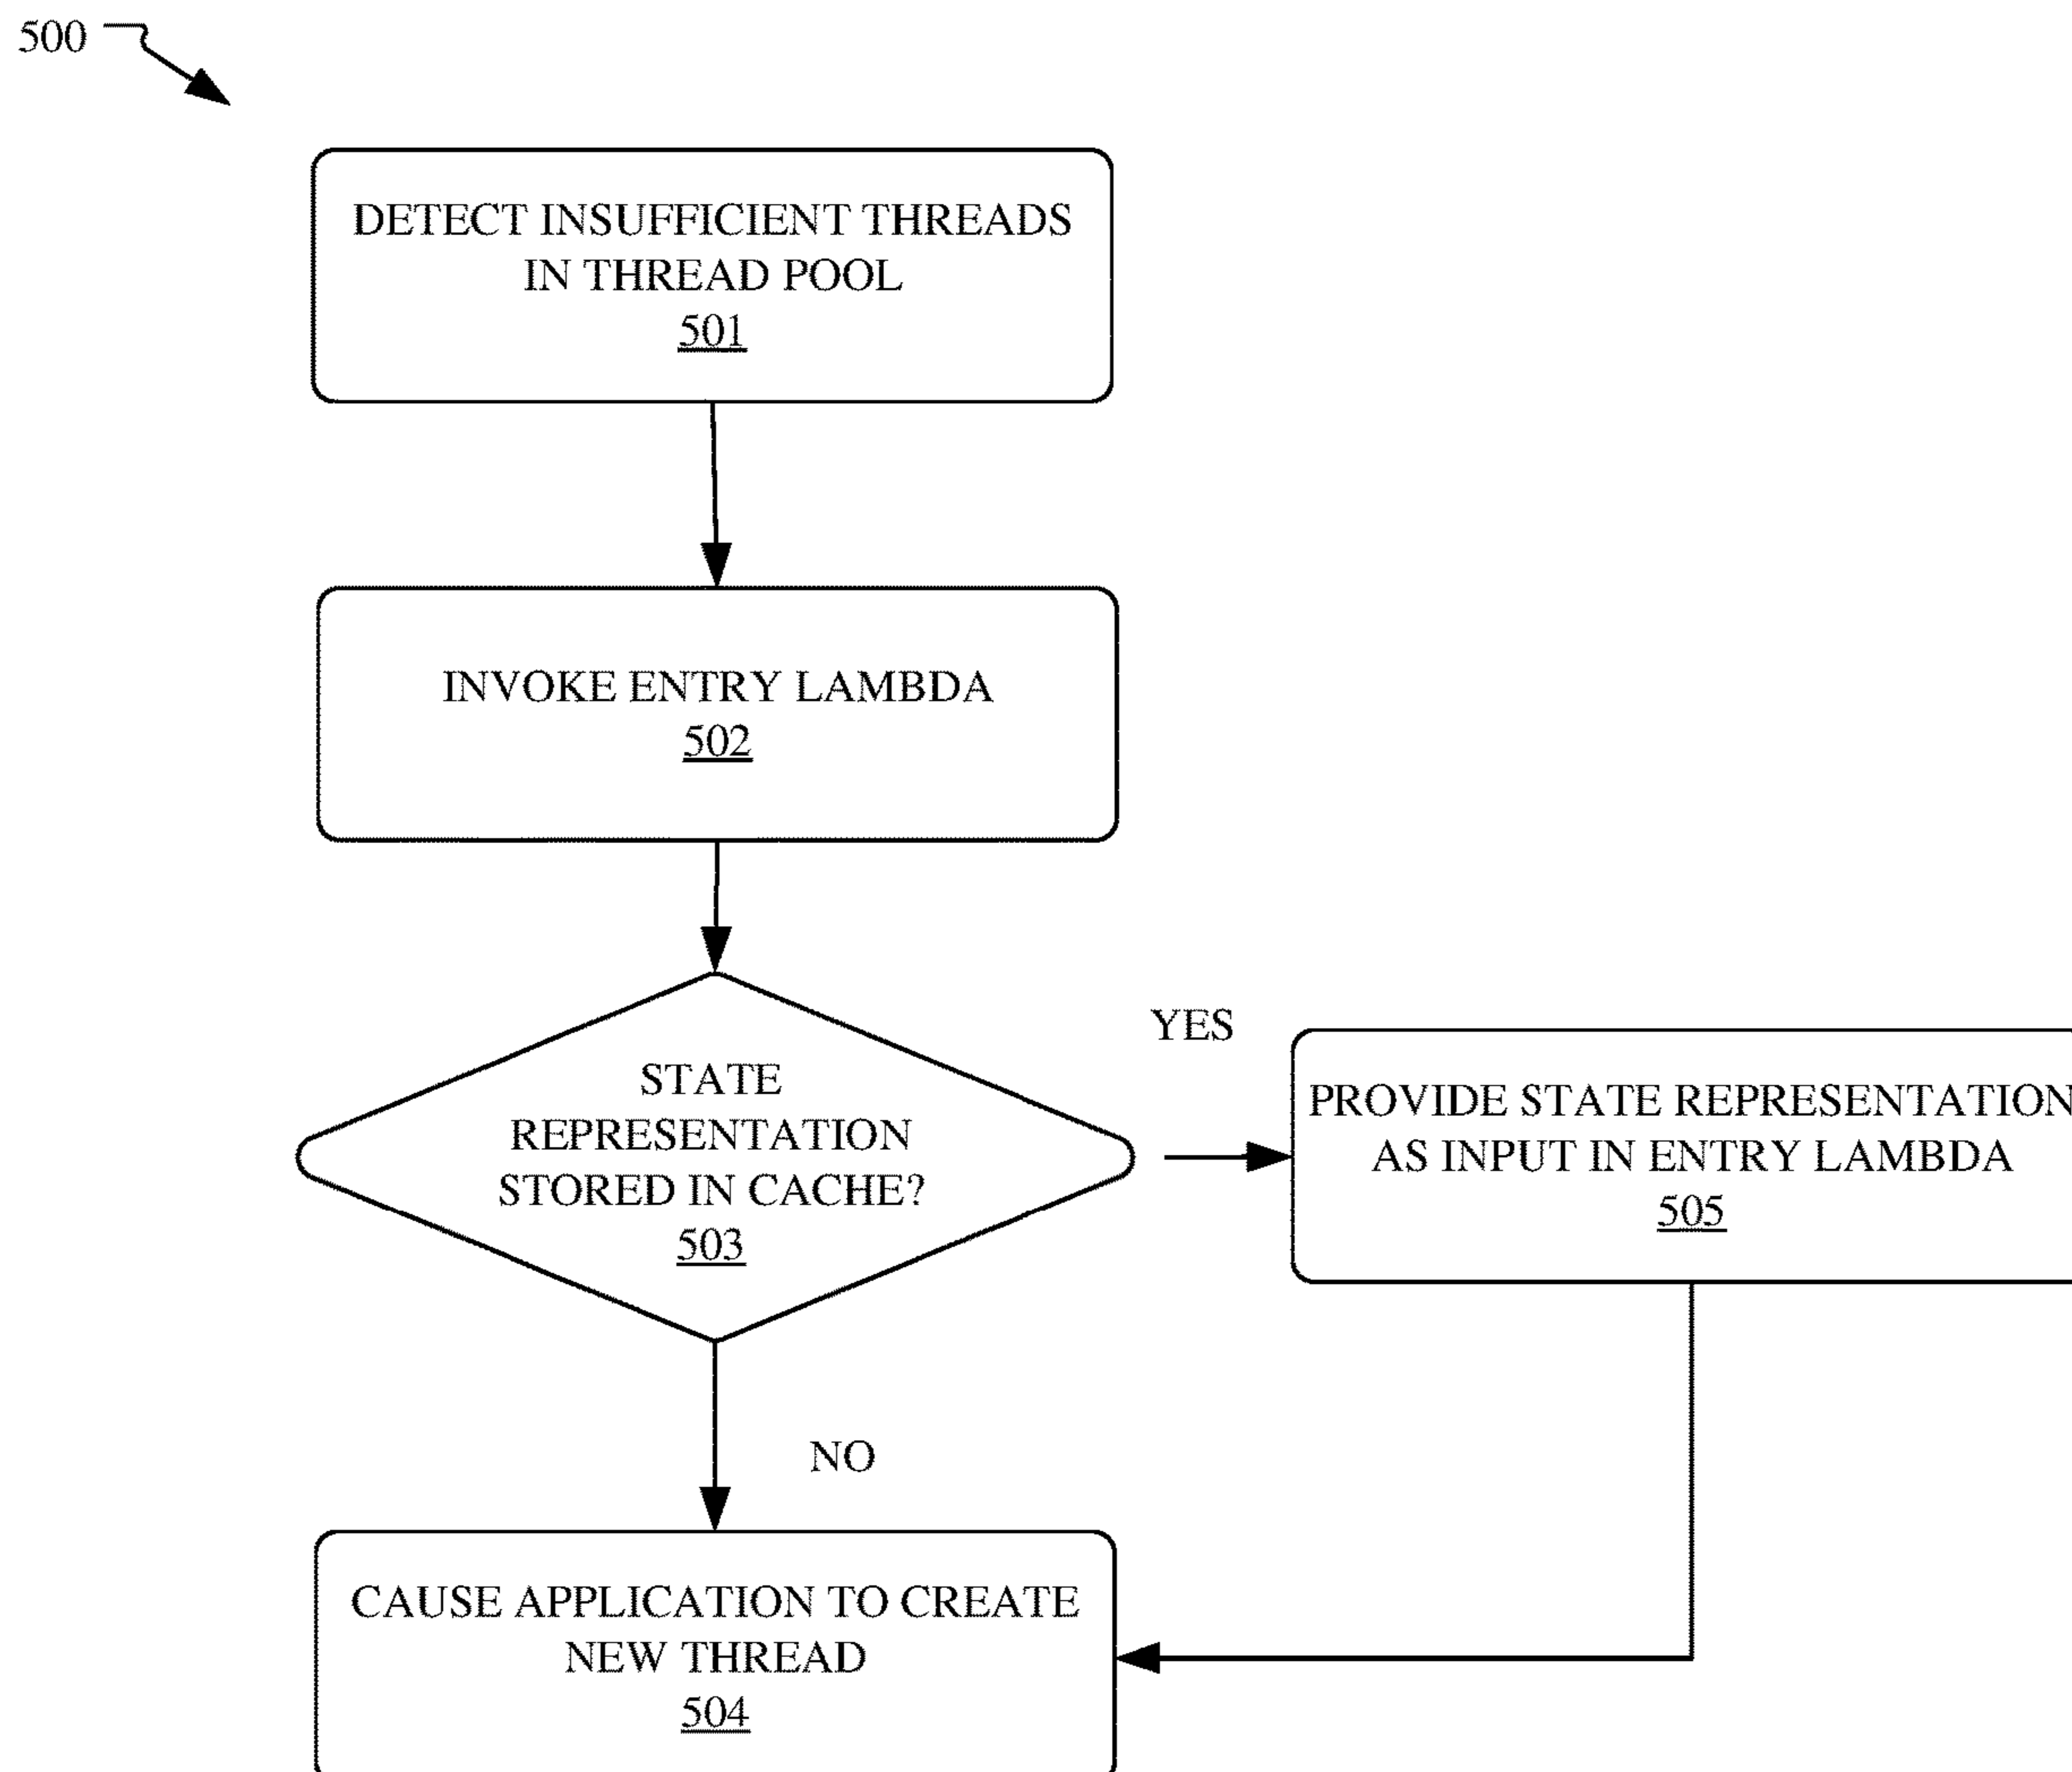 500
DETECT INSUFFICIENT THREADS
IN THREAD POOL
501
INVOKE ENTRY LAMBDA
502
STATE
REPRESENTATION
STORED IN CACHE?
503
YES
PROVIDE STATE REPRESENTATION
AS INPUT IN ENTRY LAMBDA
505
NO
CAUSE APPLICATION TO CREATE
NEW THREAD
504